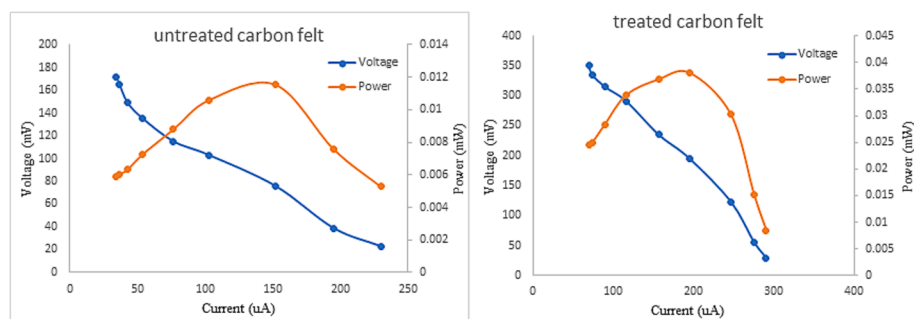 untreated carbon felt
Voltage
Power
200
180
160
140
120
100
80
60
40
20
0
Voltage (mV)
0.014
0.012
0.01
0.008
0.006
0.004
0.002
0
Power (mW)
0 50 100 150 200 250
Current (uA)
treated carbon felt
Voltage
Power
400
350
300
250
200
150
100
50
0
Voltage (mV)
0.045
0.04
0.035
0.03
0.025
0.02
0.015
0.01
0.005
0
Power (mW)
0 100 200 300 400
Current (uA)